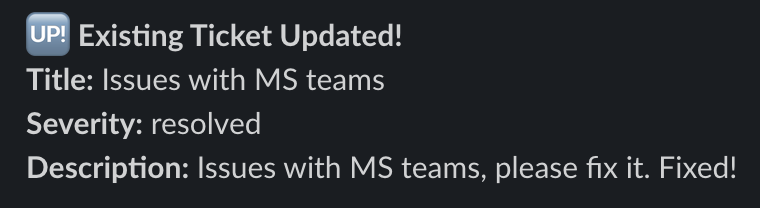 UP! Existing Ticket Updated!
Title: Issues with MS teams
Severity: resolved
Description: Issues with MS teams, please fix it. Fixed!